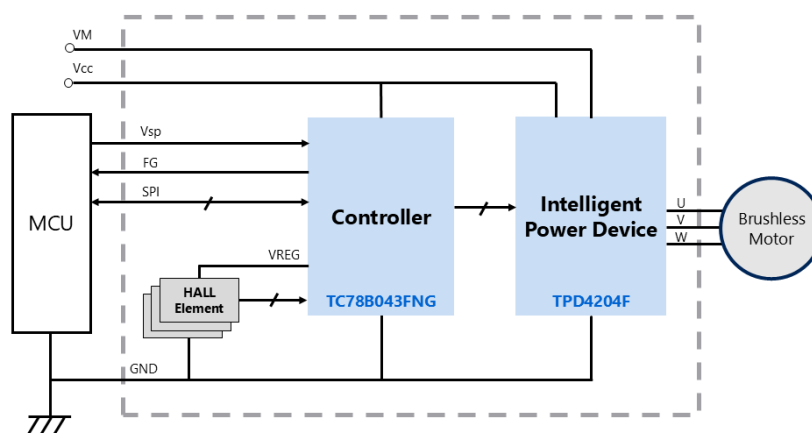 VM
Vcc
Vsp
FG
SPI
MCU
Controller
Intelligent
Power Device
U
V
W
Brushless
Motor
VREG
HALL
Element
TC78B043FNG
TPD4204F
GND